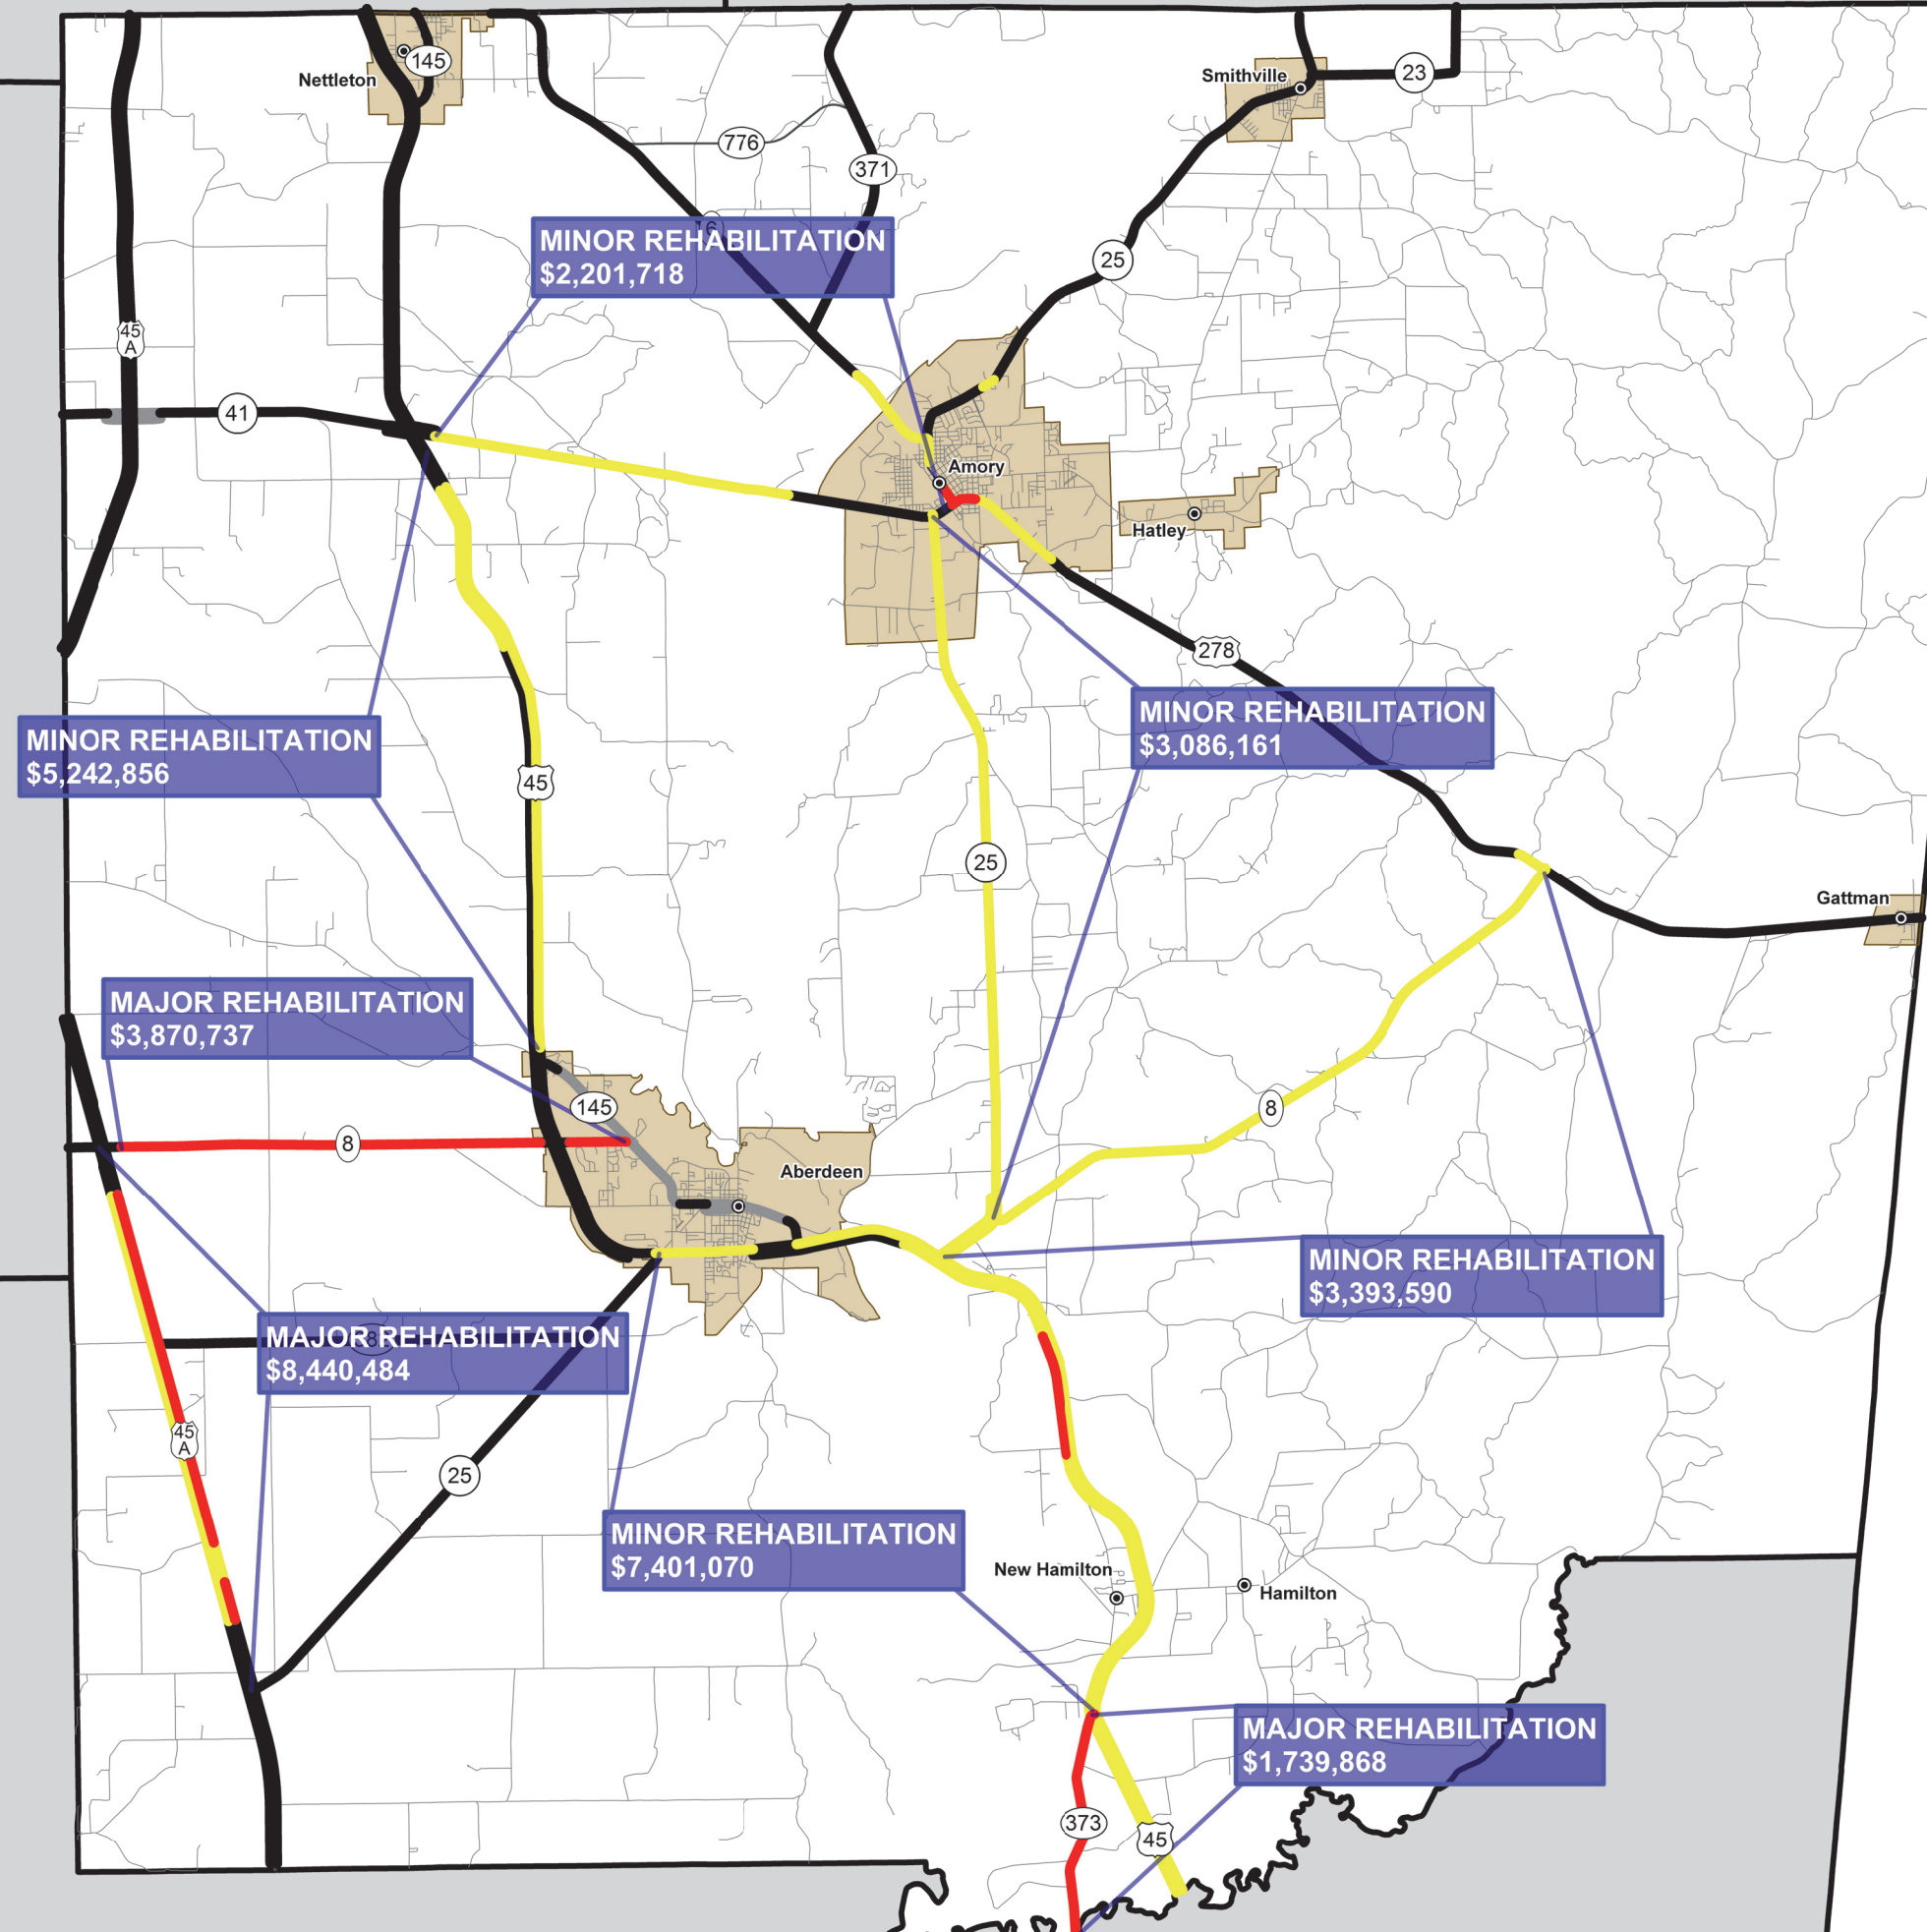 145
Nettleton
Smithville
23
776
371
6
MINOR REHABILITATION
$2,201,718
25
45
A
41
Amory
Hatley
278
MINOR REHABILITATION
$3,086,161
MINOR REHABILITATION
$5,242,856
45
25
Gattman
MAJOR REHABILITATION
$3,870,737
145
8
8
Aberdeen
MINOR REHABILITATION
$3,393,590
8
MAJOR REHABILITATION
$8,440,484
45
A
25
MINOR REHABILITATION
$7,401,070
New Hamilton
Hamilton
MAJOR REHABILITATION
$1,739,868
373
45